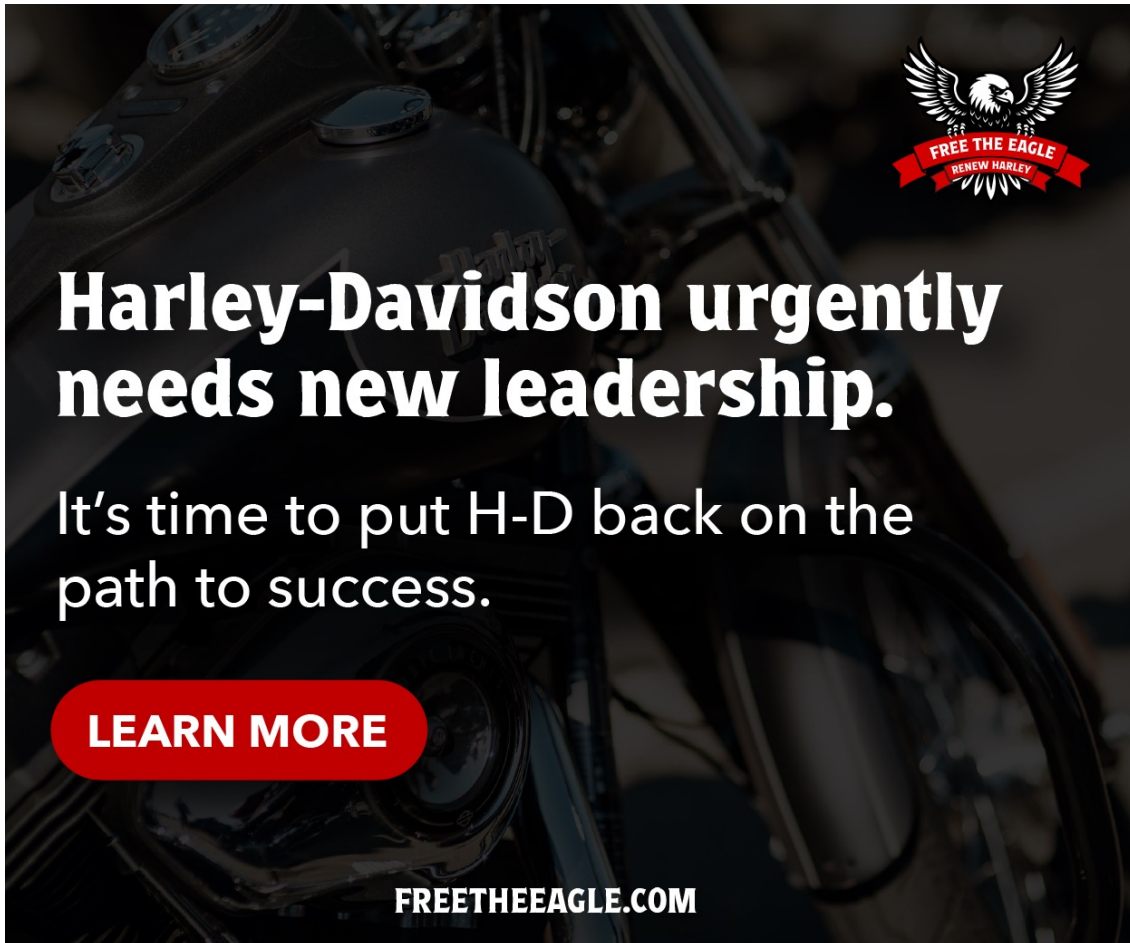 FREE THE EAGLE
RENEW HARLEY
Harley-Davidson urgently
needs new leadership.
It's time to put H-D back on the
path to success.
LEARN MORE
FREETHEEAGLE.COM